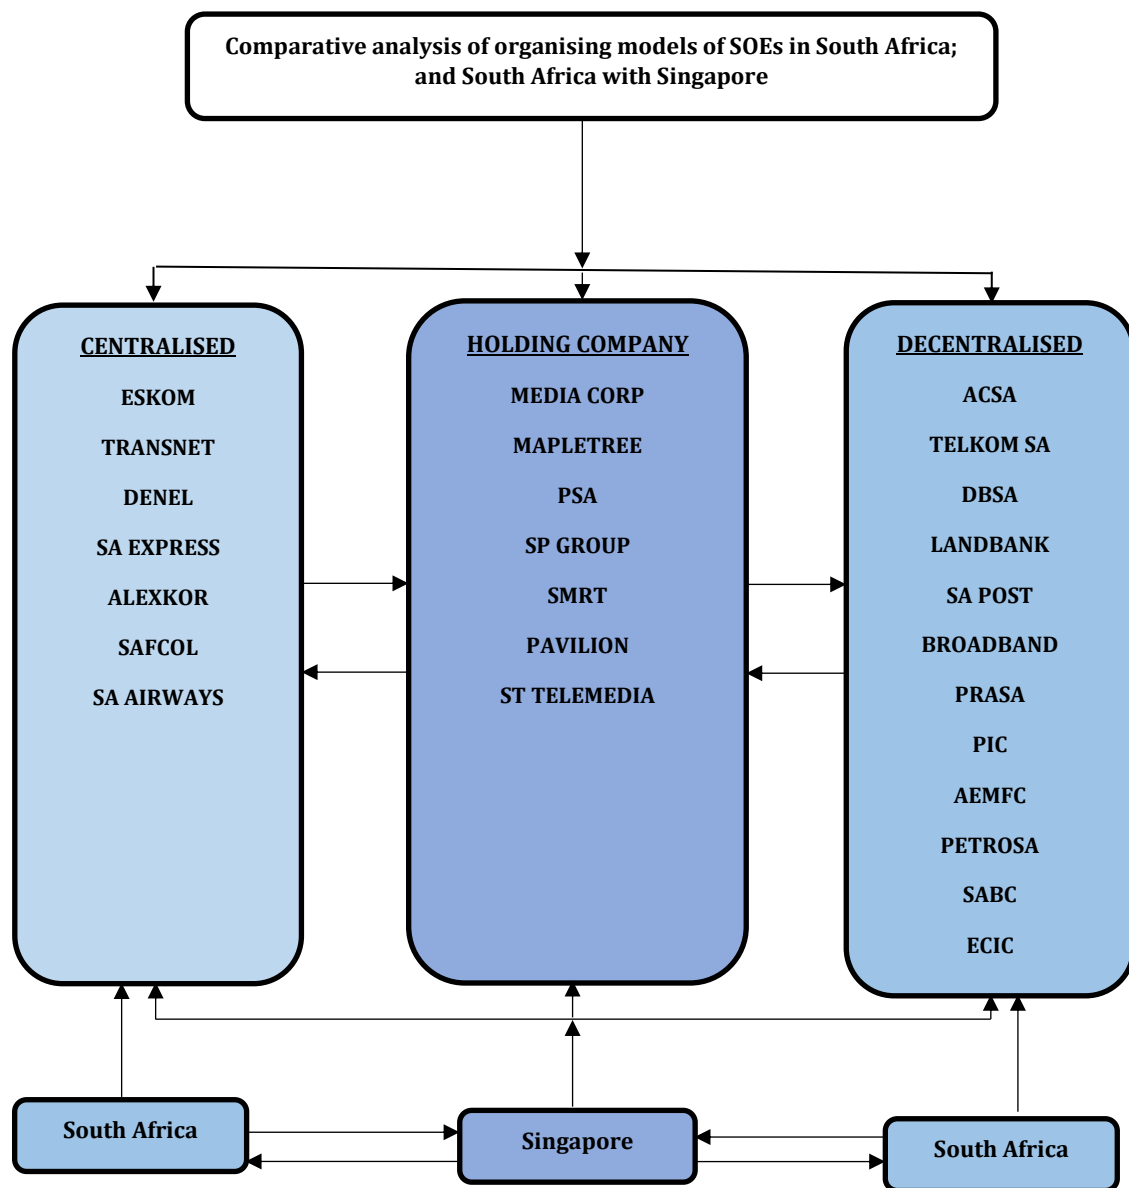 Comparative analysis of organising models of SOEs in South Africa;
and South Africa with Singapore
CENTRALISED
ESKOM
TRANSNET
DENEL
SA EXPRESS
ALEXKOR
SAFCOL
SA AIRWAYS
HOLDING COMPANY
MEDIA CORP
MAPLETREE
PSA
SP GROUP
SMRT
PAVILION
ST TELEMEDIA
DECENTRALISED
ACSA
TELKOM SA
DBSA
LANDBANK
SA POST
BROADBAND
PRASA
PIC
AEMFC
PETROSA
SABC
ECIC
South Africa
Singapore
South Africa